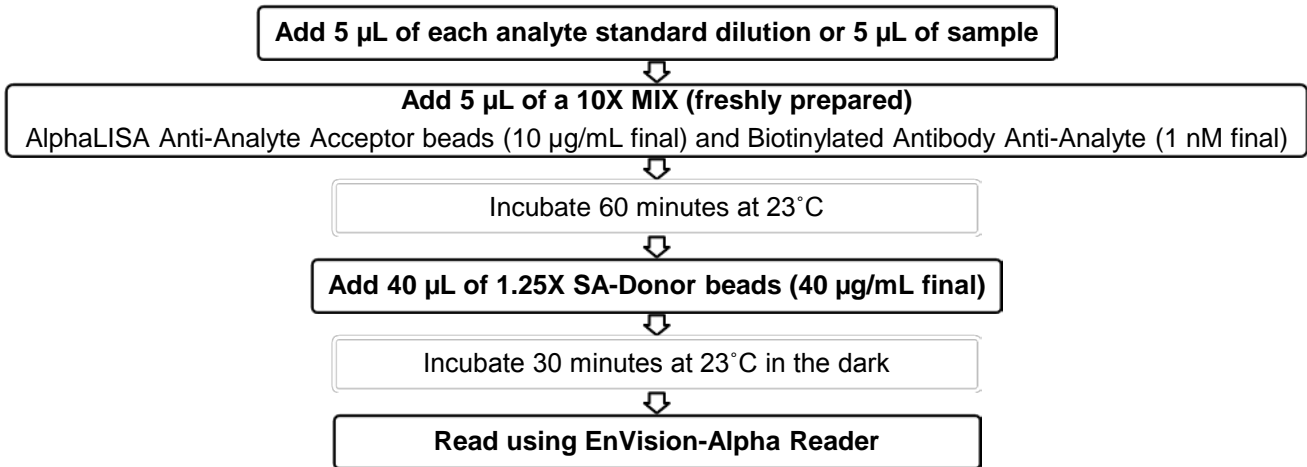 Add 5 µL of each analyte standard dilution or 5 µL of sample
Add 5 µL of a 10X MIX (freshly prepared)
AlphaLISA Anti-Analyte Acceptor beads (10 µg/mL final) and Biotinylated Antibody Anti-Analyte (1 nM final)
Incubate 60 minutes at 23˚C
Add 40 µL of 1.25X SA-Donor beads (40 µg/mL final)
Incubate 30 minutes at 23˚C in the dark
Read using EnVision-Alpha Reader